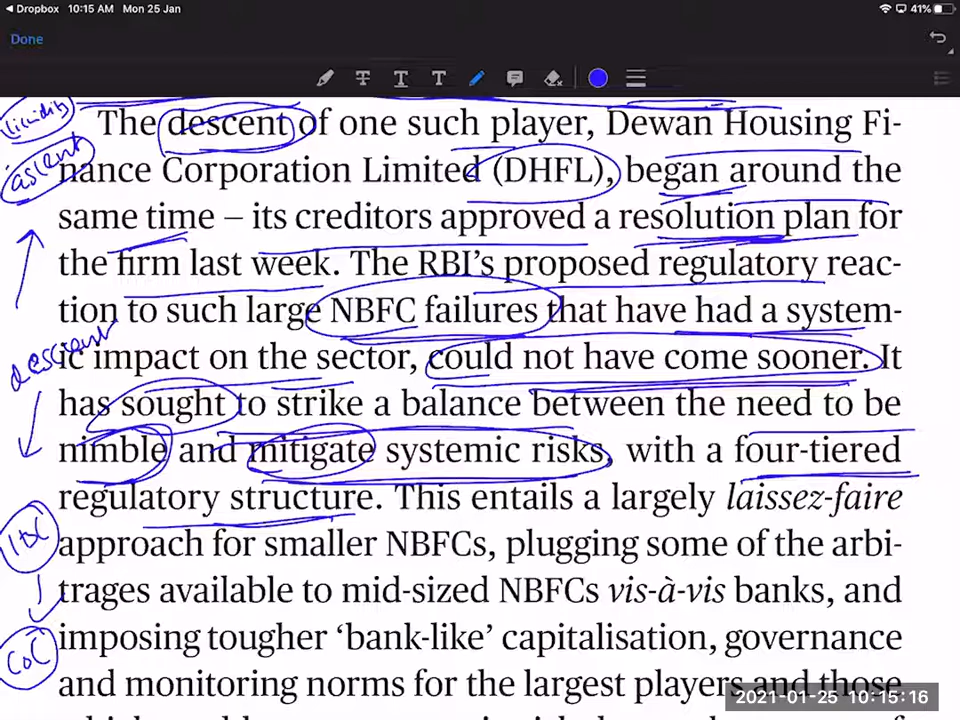 Dropbox 10:15 AM Mon 25 Jan 41%
Done
liquidity
ascent
descent
IBC
CoC
The descent of one such player, Dewan Housing Fi-
nance Corporation Limited (DHFL), began around the
same time – its creditors approved a resolution plan for
the firm last week. The RBI’s proposed regulatory reac-
tion to such large NBFC failures that have had a system-
ic impact on the sector, could not have come sooner. It
has sought to strike a balance between the need to be
nimble and mitigate systemic risks, with a four-tiered
regulatory structure. This entails a largely laissez-faire
approach for smaller NBFCs, plugging some of the arbi-
trages available to mid-sized NBFCs vis-à-vis banks, and
imposing tougher ‘bank-like’ capitalisation, governance
and monitoring norms for the largest players and those
2021-01-25 10:15:16